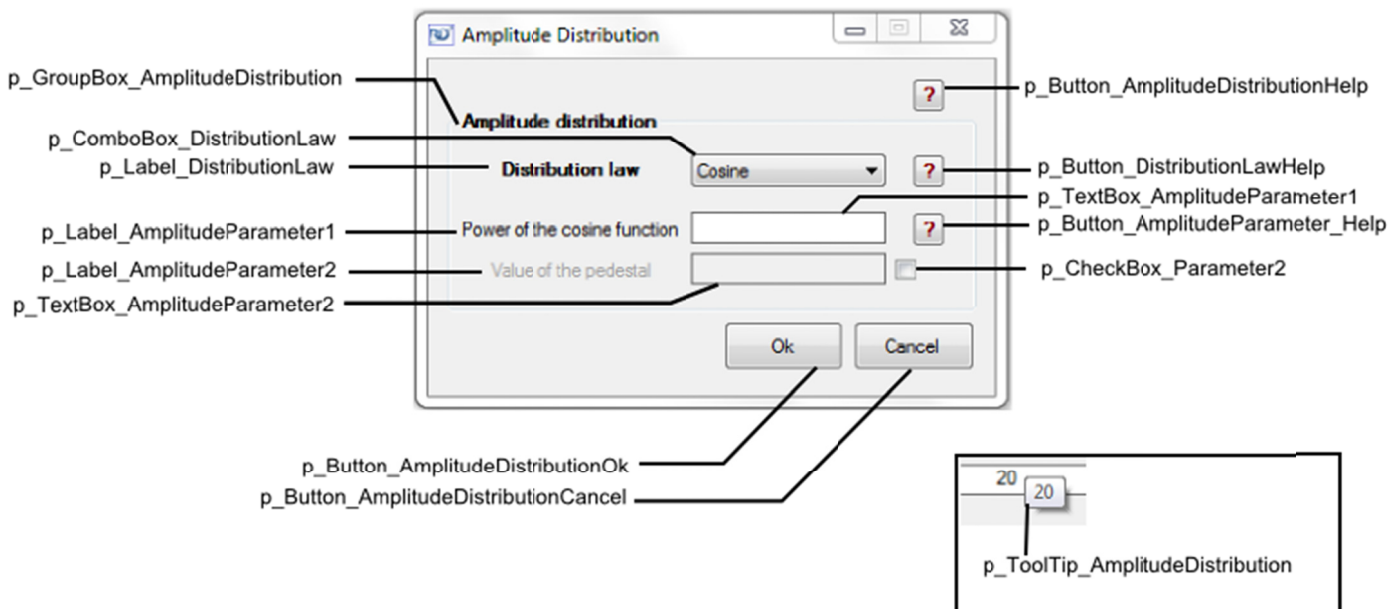 Amplitude Distribution
p_GroupBox_AmplitudeDistribution
? p_Button_AmplitudeDistributionHelp
Amplitude distribution
p_ComboBox_DistributionLaw
p_Label_DistributionLaw
Distribution law Cosine ? p_Button_DistributionLawHelp
p_TextBox_AmplitudeParameter1
p_Label_AmplitudeParameter1 Power of the cosine function ? p_Button_AmplitudeParameter_Help
p_Label_AmplitudeParameter2 Value of the pedestal p_CheckBox_Parameter2
p_TextBox_AmplitudeParameter2
Ok Cancel
p_Button_AmplitudeDistributionOk
p_Button_AmplitudeDistributionCancel
20
20
p_ToolTip_AmplitudeDistribution